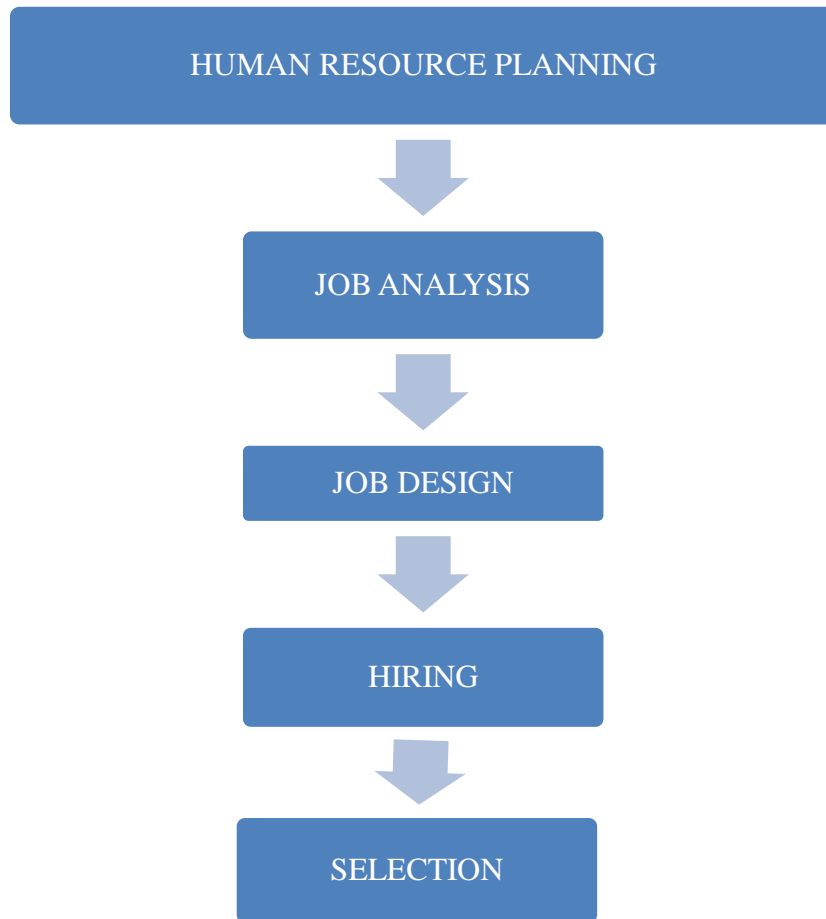 HUMAN RESOURCE PLANNING
JOB ANALYSIS
JOB DESIGN
HIRING
SELECTION